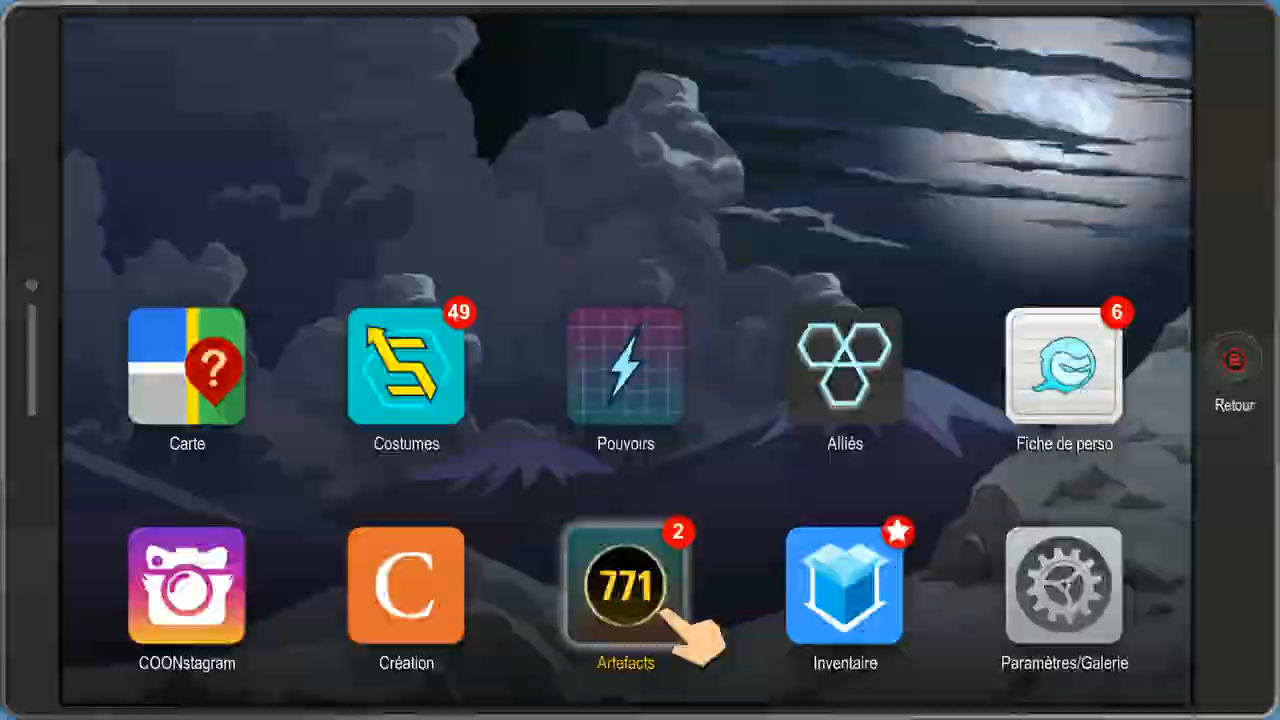 49
6
?
Carte
Costumes
Pouvoirs
Alliés
Fiche de perso
Retour
2
C
771
COONstagram
Création
Artefacts
Inventaire
Paramètres/Galerie